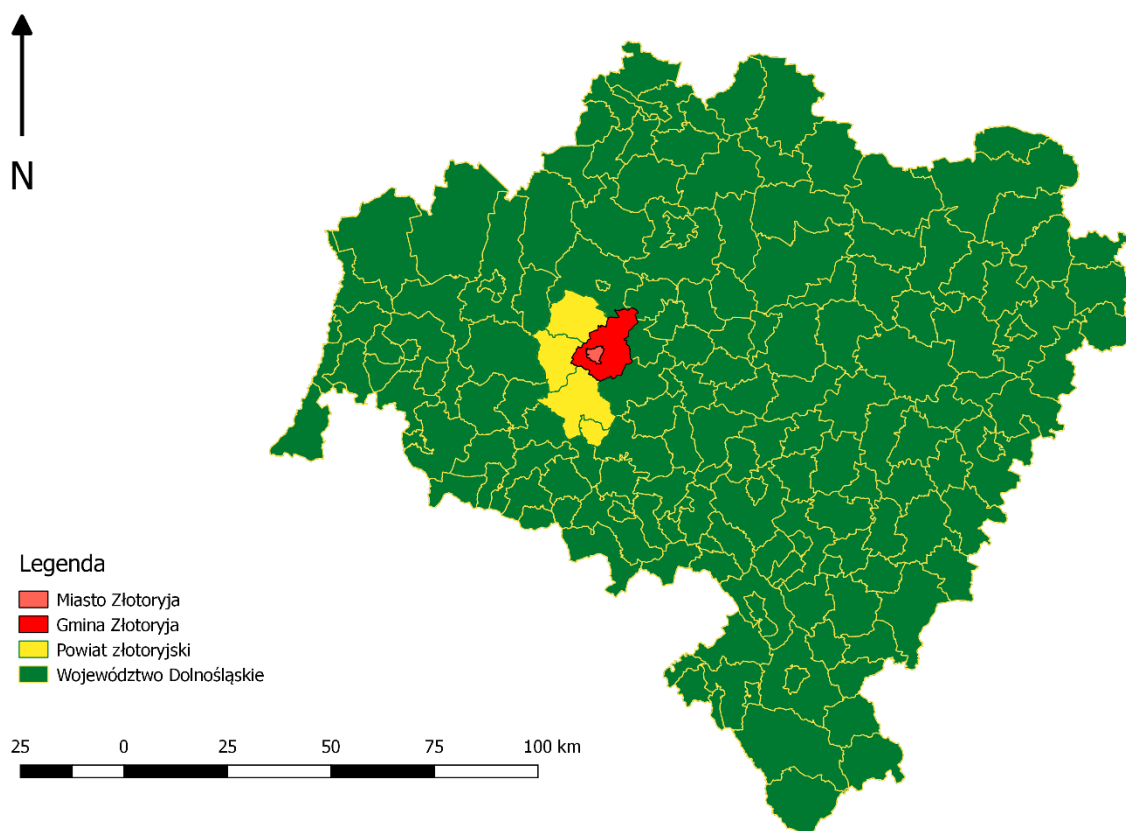 N
Legenda
Miasto Złotoryja
Gmina Złotoryja
Powiat złotoryjski
Województwo Dolnośląskie
25 0 25 50 75 100 km